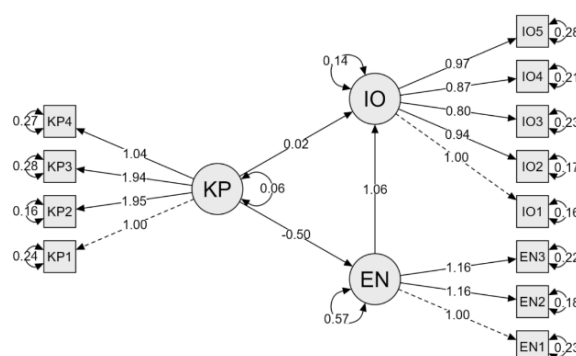 IO5
0.28
0.14
0.97
IO4
0.21
IO
0.87
0.80
IO3
0.23
0.27
KP4
0.94
IO2
0.17
1.04
0.02
1.00
0.28
KP3
1.94
KP
0.06
1.06
IO1
0.16
0.16
KP2
1.95
0.24
KP1
1.00
-0.50
EN3
0.22
1.16
EN
1.16
EN2
0.18
0.57
1.00
EN1
0.23